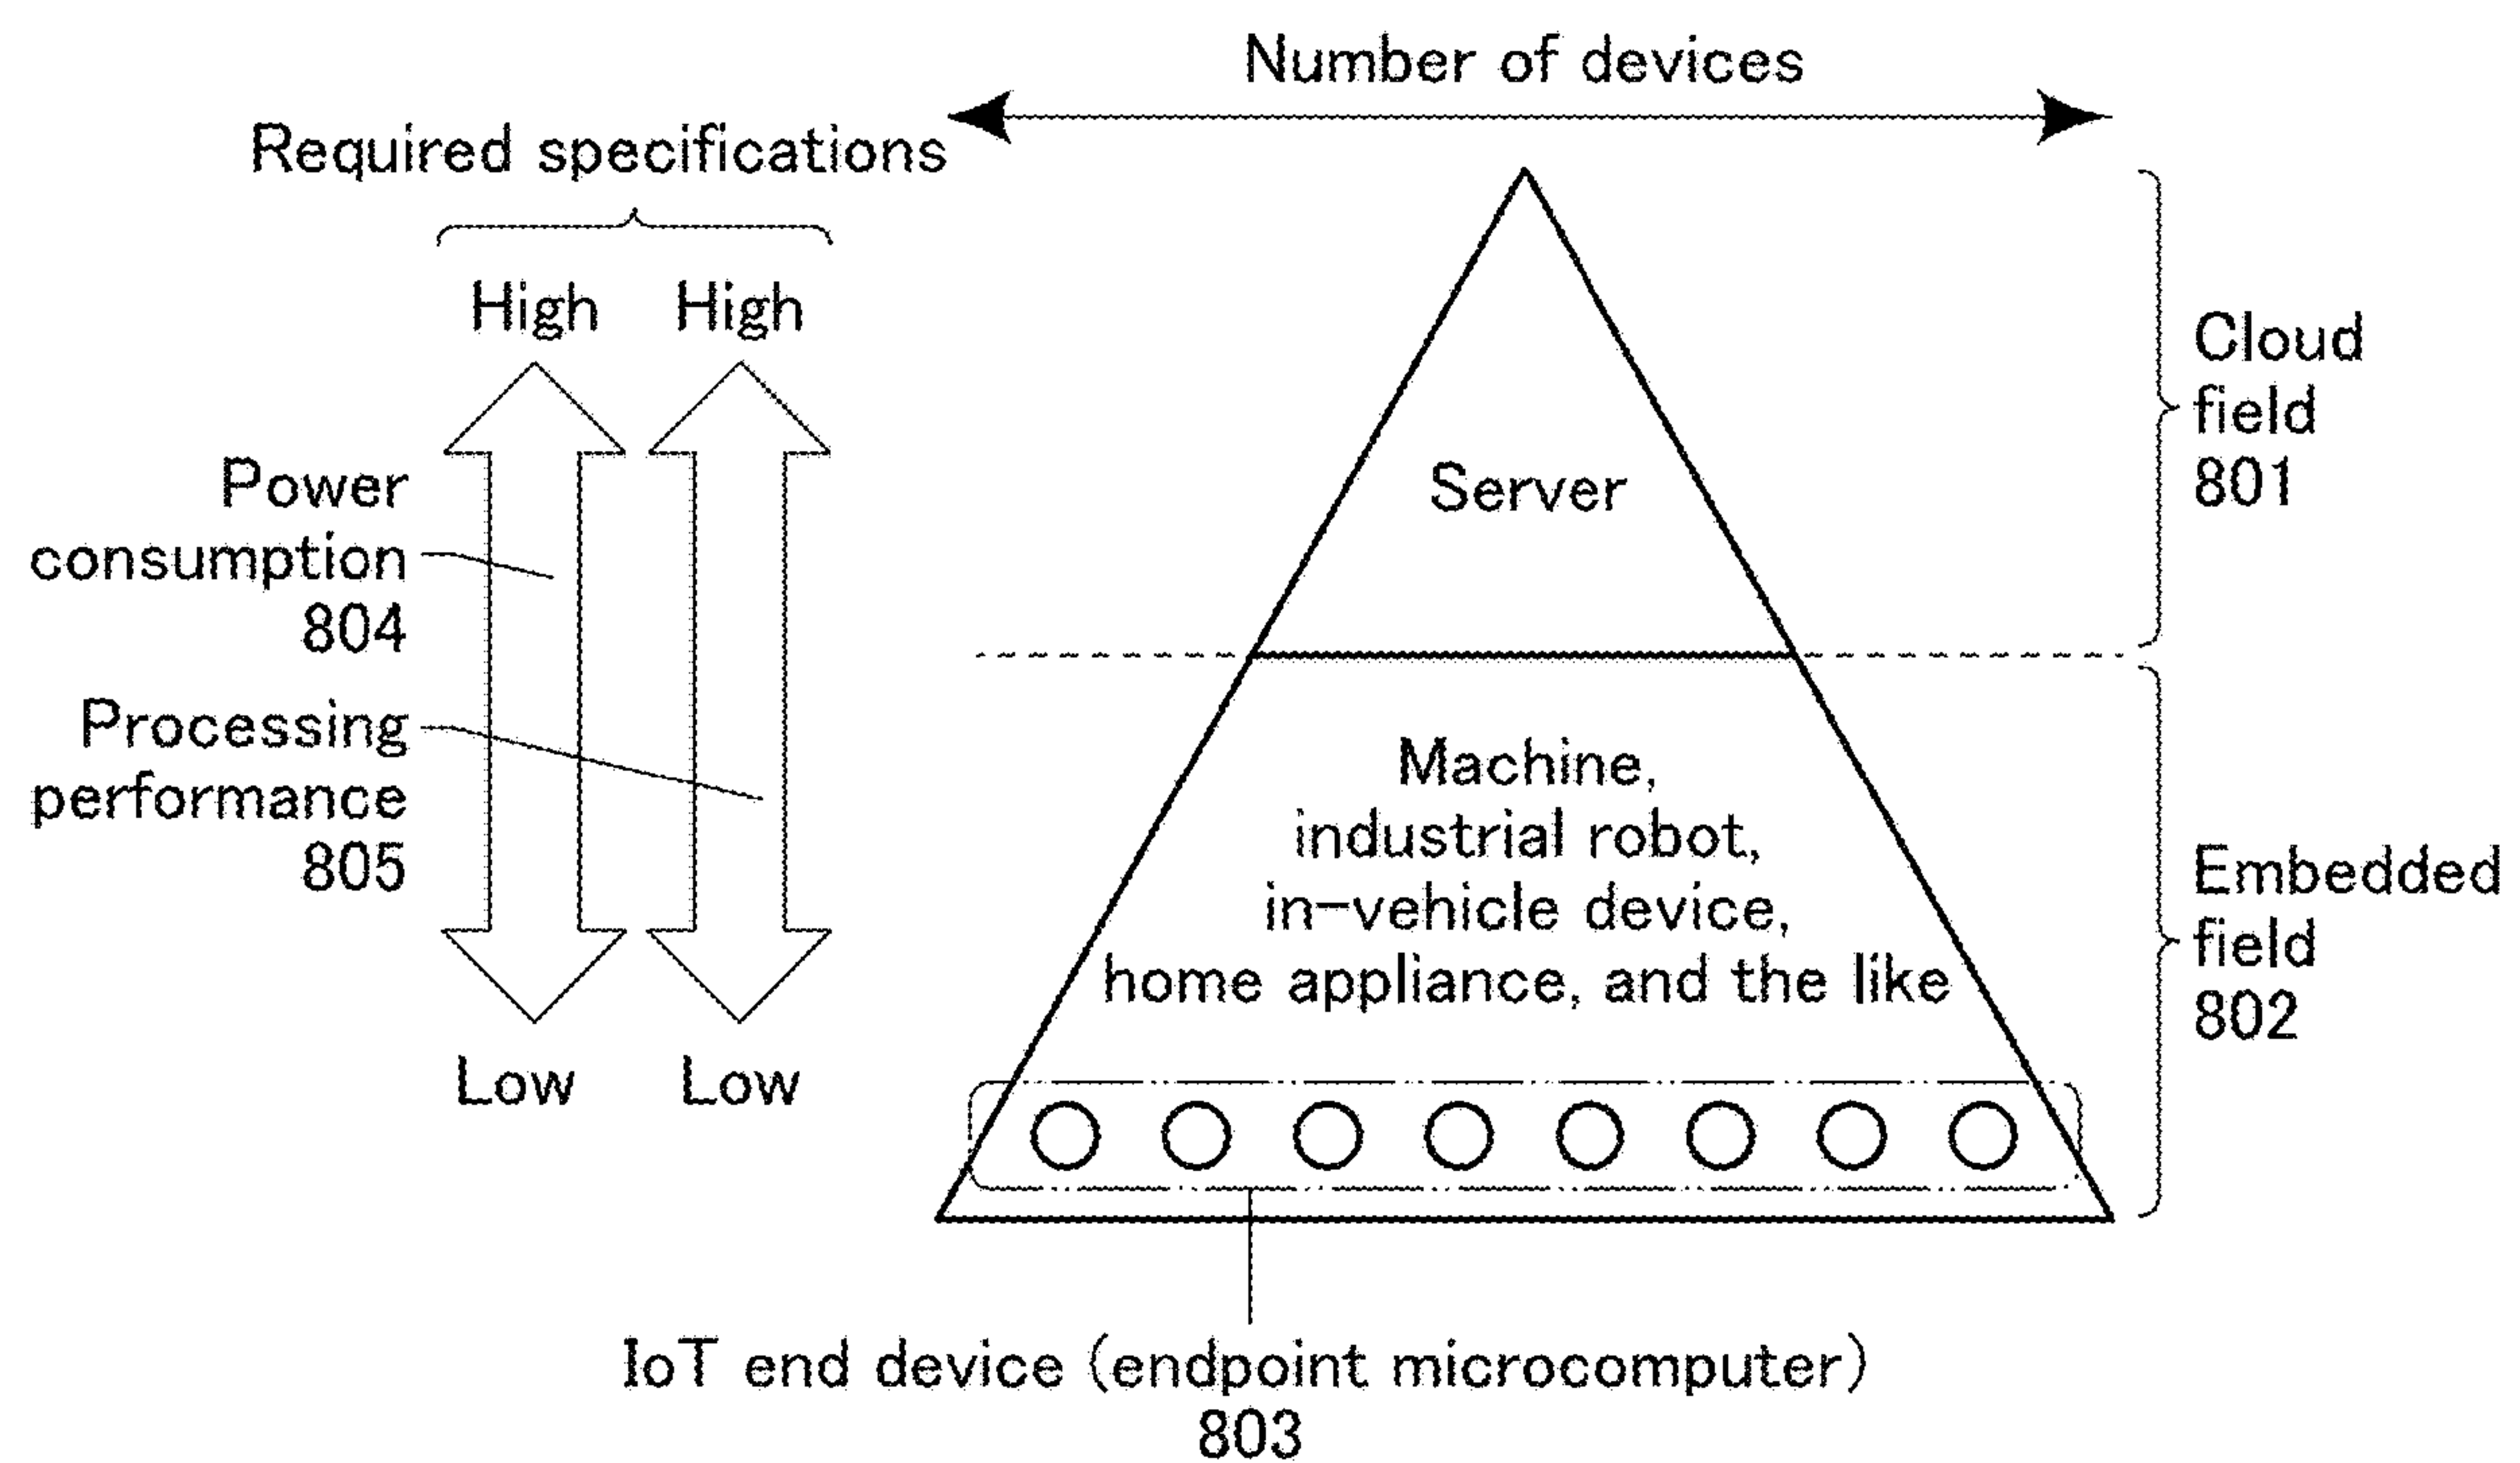 Number of devices
Required specifications
High High
Power
consumption
804
Processing
performance
805
Low Low
Server
Machine,
industrial robot,
in-vehicle device,
home appliance, and the like
Cloud
field
801
Embedded
field
802
IoT end device (endpoint microcomputer)
803